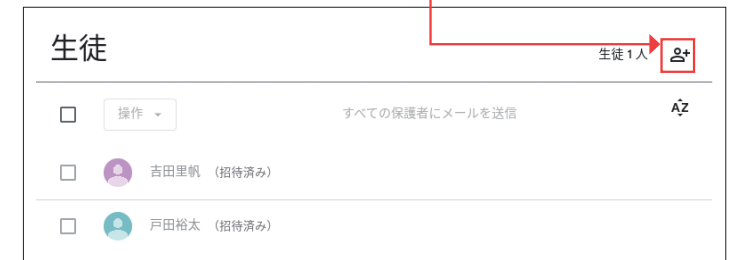 生徒
生徒 1 人
操作
すべての保護者にメールを送信
AZ
吉田里帆 (招待済み)
戸田裕太 (招待済み)